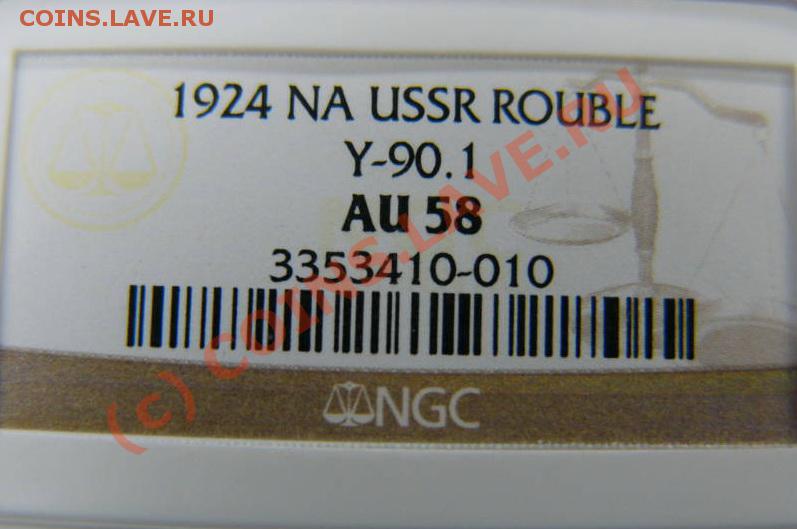 COINS.LAVE.RU
1924 NA USSR ROUBLE
Y-90.1
AU 58
3353410-010
NGC
(c) COINS.LAVE.RU